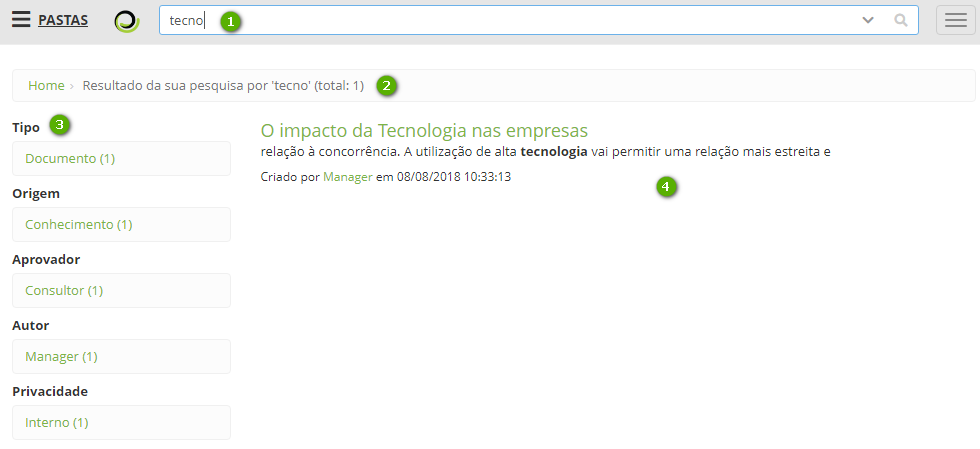 PASTAS
tecno 1
Home › Resultado da sua pesquisa por 'tecno' (total: 1) 2
Tipo 3
Documento (1)
Origem
Conhecimento (1)
Aprovador
Consultor (1)
Autor
Manager (1)
Privacidade
Interno (1)
O impacto da Tecnologia nas empresas
relação à concorrência. A utilização de alta tecnologia vai permitir uma relação mais estreita e
Criado por Manager em 08/08/2018 10:33:13
4